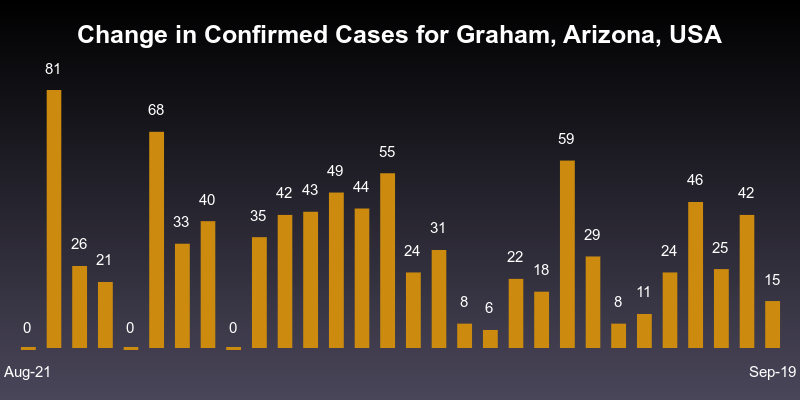 Change in Confirmed Cases for Graham, Arizona, USA
0 81 26 21 0 68 33 40 0 35 42 43 49 44 55 24 31 8 6 22 18 59 29 8 11 24 46 25 42 15
Aug-21 Sep-19